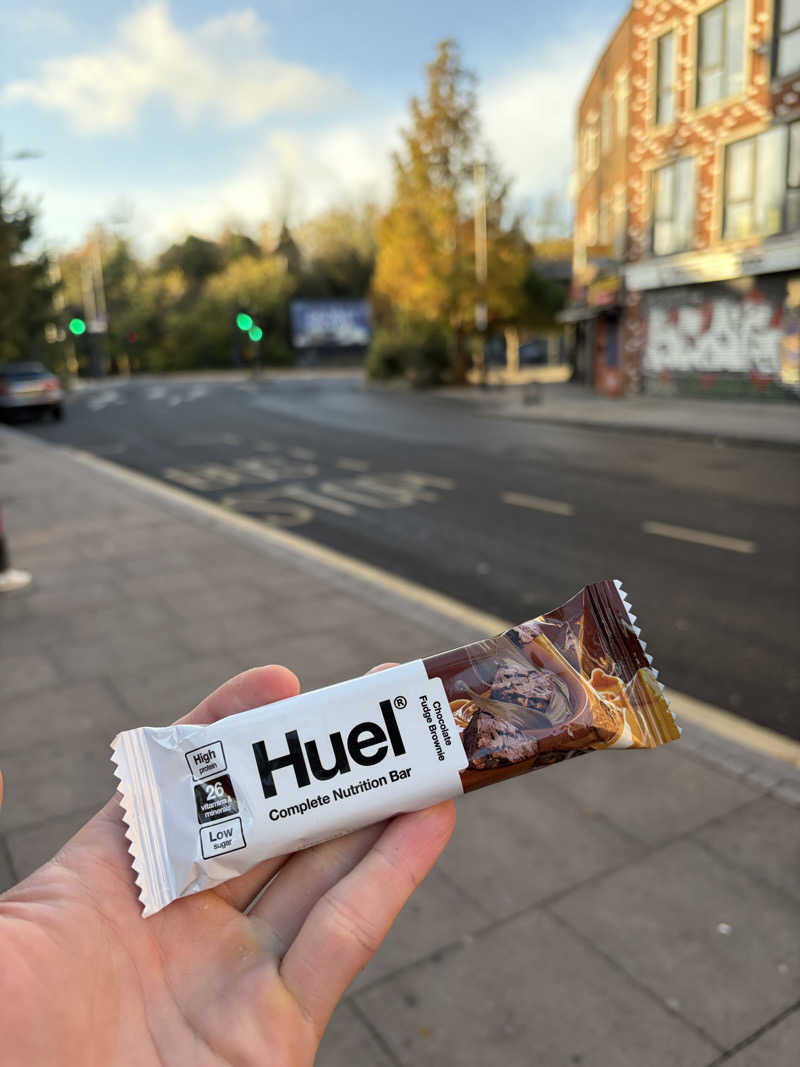 High
protein
26
vitamins &
minerals
Low
sugar
Huel®
Complete Nutrition Bar
Chocolate
Fudge Brownie